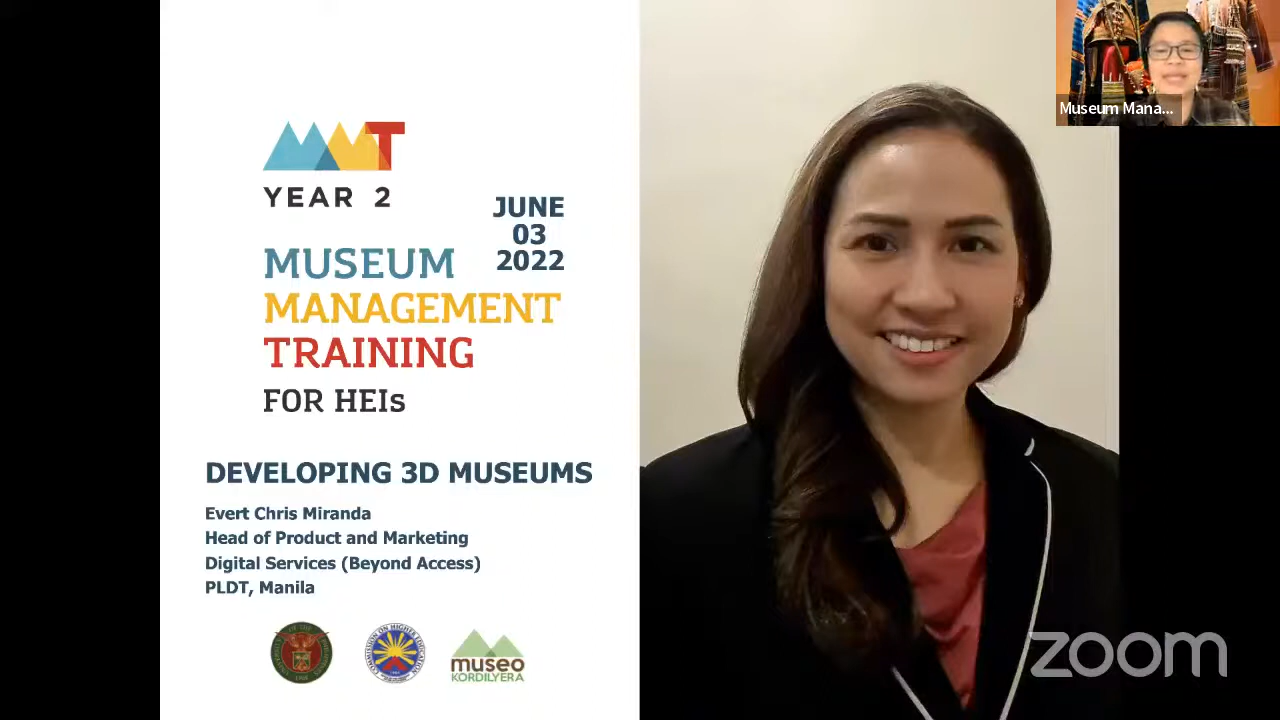 MMT
YEAR 2
JUNE
03
2022
MUSEUM
MANAGEMENT
TRAINING
FOR HEIs
DEVELOPING 3D MUSEUMS
Evert Chris Miranda
Head of Product and Marketing
Digital Services (Beyond Access)
PLDT, Manila
museo
KORDILYERA
Museum Mana...
zoom